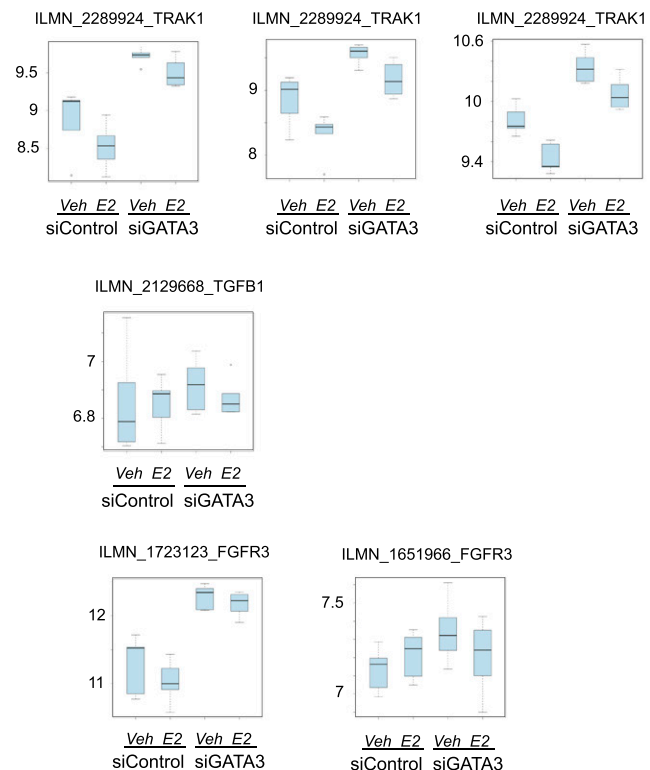 ILMN_2289924_TRAK1 ILMN_2289924_TRAK1 ILMN_2289924_TRAK1
9.5
9
8.5
Veh E2 Veh E2
siControl siGATA3
9
8
Veh E2 Veh E2
siControl siGATA3
10.6
10
9.4
Veh E2 Veh E2
siControl siGATA3
ILMN_2129668_TGFB1
7
6.8
Veh E2 Veh E2
siControl siGATA3
ILMN_1723123_FGFR3
12
11
Veh E2 Veh E2
siControl siGATA3
ILMN_1651966_FGFR3
7.5
7
Veh E2 Veh E2
siControl siGATA3